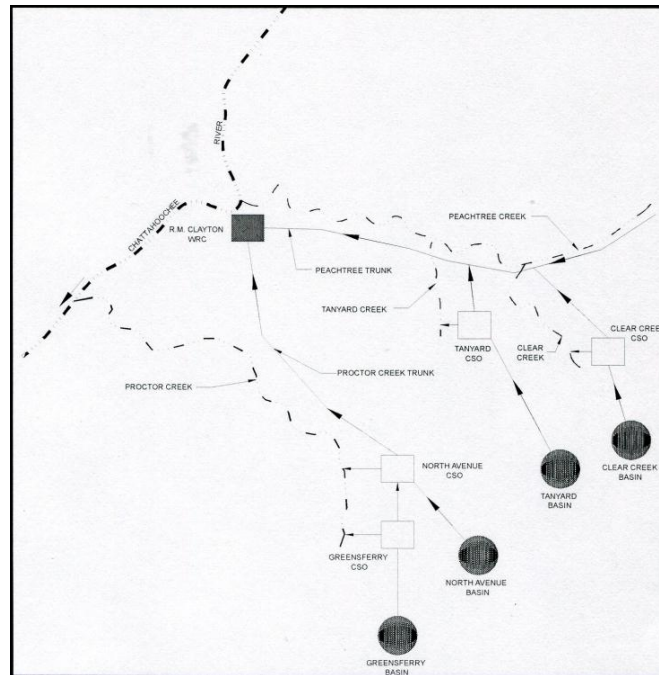 RIVER
CHATTAHOOCHEE
R.M. CLAYTON
WRC
PEACHTREE CREEK
PEACHTREE TRUNK
TANYARD CREEK
TANYARD
CSO
CLEAR
CREEK
CLEAR CREE
CSO
PROCTOR CREEK
PROCTOR CREEK TRUNK
NORTH AVENUE
CSO
TANYARD
BASIN
CLEAR CREEK
BASIN
GREENSFERRY
CSO
NORTH AVENUE
BASIN
GREENSFERRY
BASIN